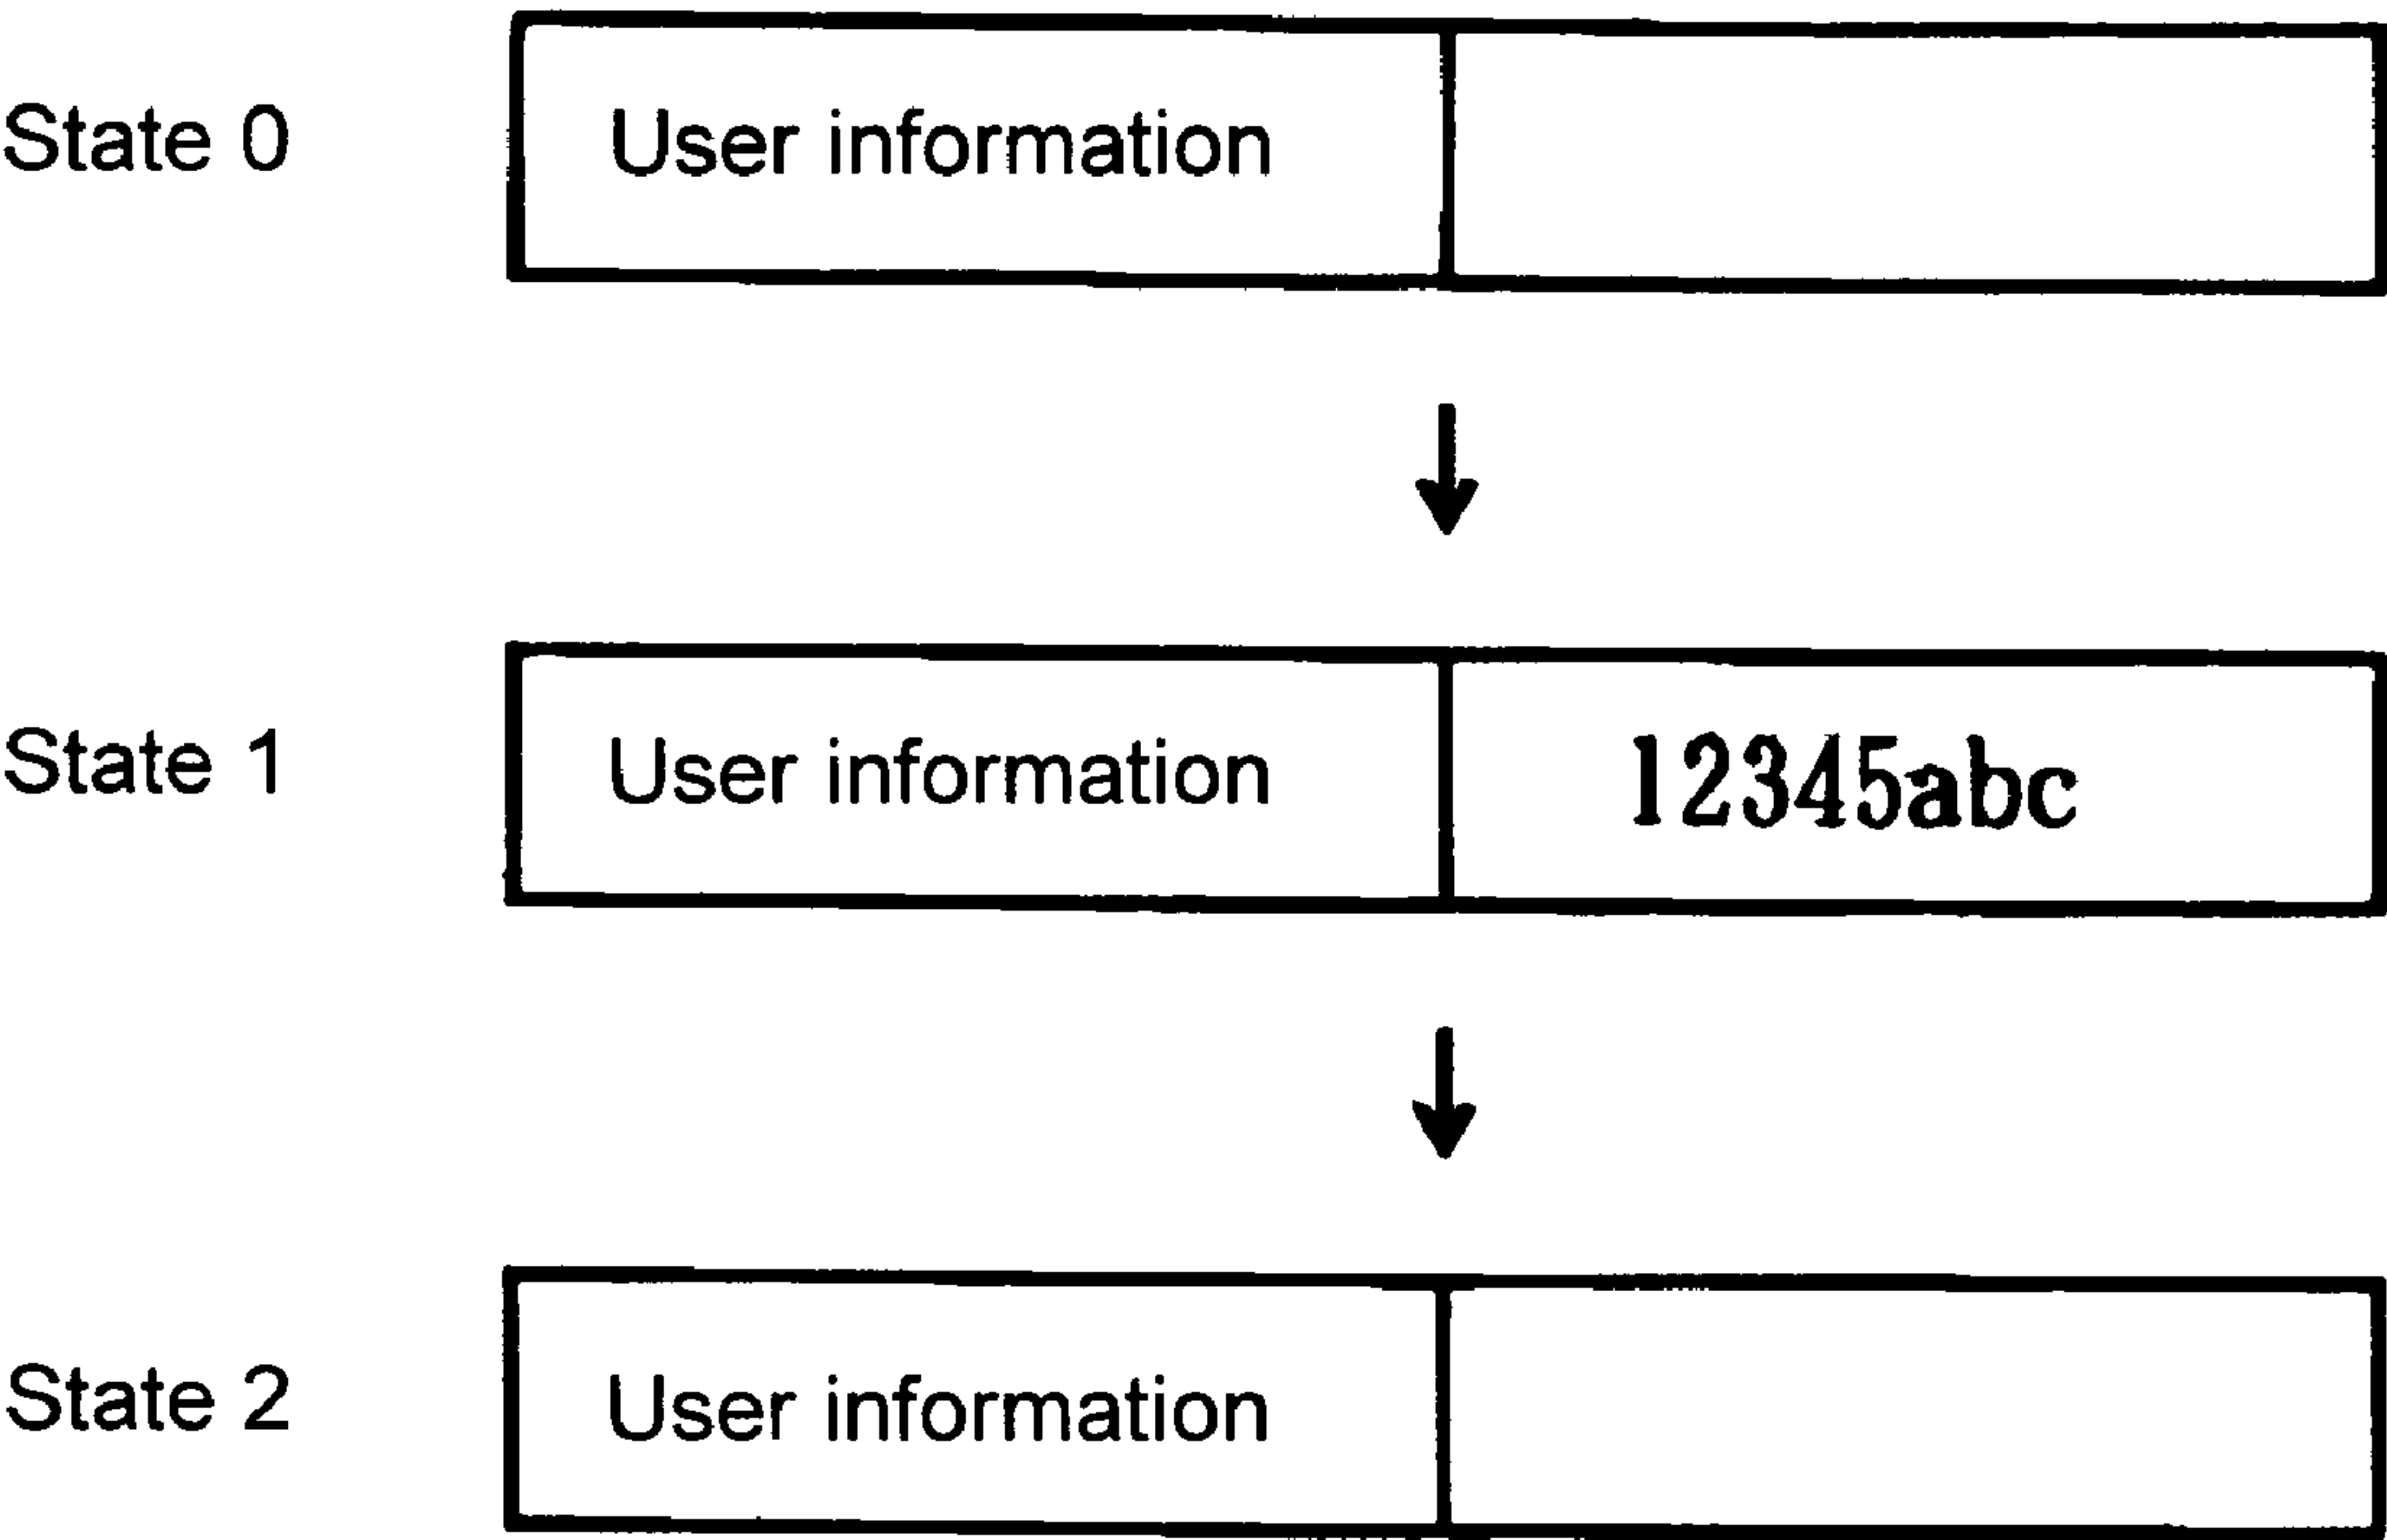 State 0 User information
State 1 User information 12345abc
State 2 User information